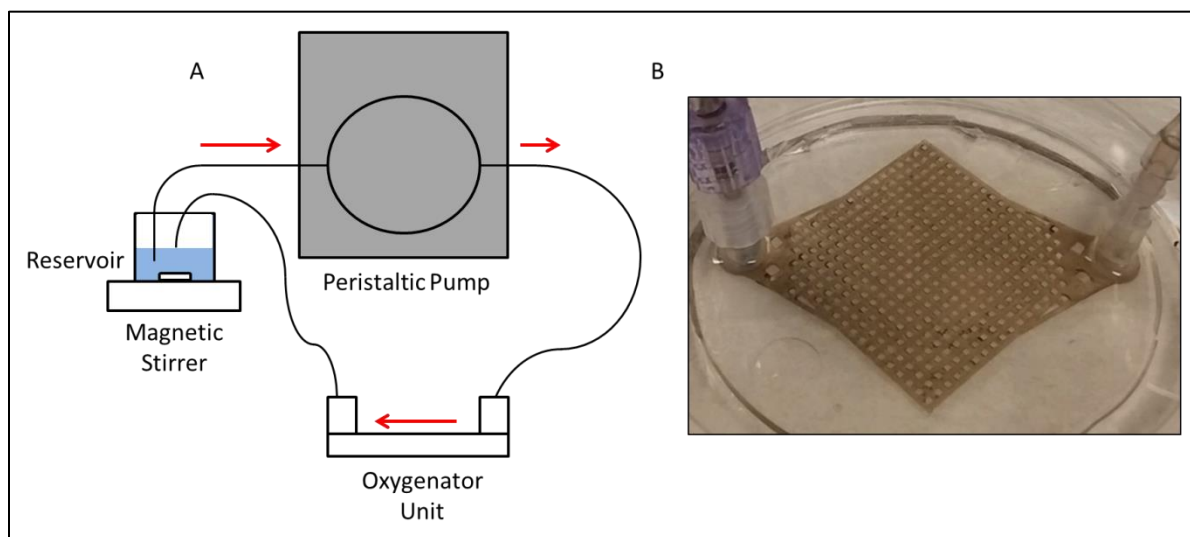 A
B
Reservoir
Peristaltic Pump
Magnetic
Stirrer
Oxygenator
Unit